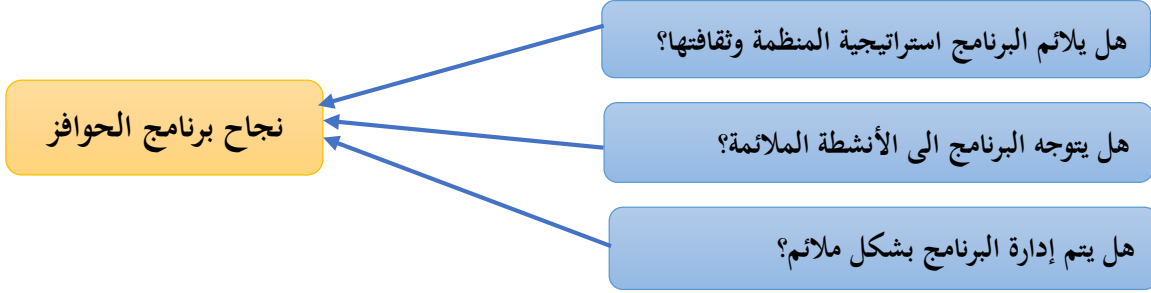 هل يلائم البرنامج استراتيجية المنظمة وثقافتها؟
نجاح برنامج الحوافز
هل يتوجه البرنامج الى الأنشطة الملائمة؟
هل يتم إدارة البرنامج بشكل ملائم؟